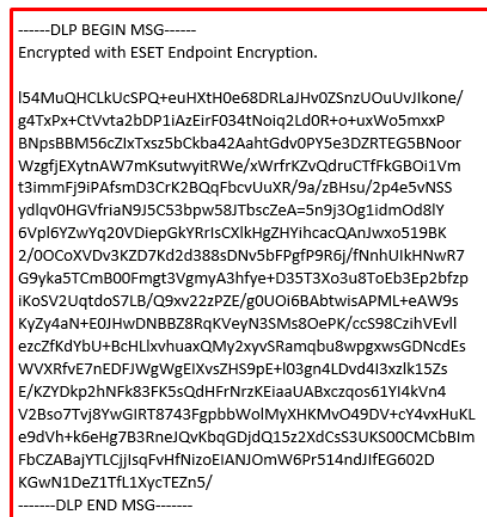 ------DLP BEGIN MSG------
Encrypted with ESET Endpoint Encryption.
l54MuQHCLkUcSPQ+euHXtH0e68DRLaJHv0ZSnzUOuUvJIkone/
g4TxPx+CtVvta2bDP1iAzEirF034tNoiq2Ld0R+o+uxWo5mxxP
BNpsBBM56cZIxTxsz5bCkba42AahtGdv0PY5e3DZRTEG5BNoor
WzgfjEXytnAW7mKsutwyitRWe/xWrfrKZvQdruCTfFkGBOi1Vm
t3immFj9iPAfsmD3CrK2BQqFbcvUuXR/9a/zBHsu/2p4e5vNSS
ydlqv0HGVfriaN9J5C53bpw58JTbscZeA=5n9j3Og1idmOd8lY
6Vpl6YZwYq20VDiepGkYRrIsCXlkHgZHYihcacQAnJwxo519BK
2/0OCoXVDv3KZD7Kd2d388sDNv5bFPgfP9R6j/fNnhUIkHNwR7
G9yka5TCmB00Fmgt3VgmyA3hfye+D35T3Xo3u8ToEb3Ep2bfzp
iKoSV2UqtdoS7LB/Q9xv22zPZE/g0UOi6BAbtwisAPML+eAW9s
KyZy4aN+E0JHwDNBBZ8RqKVeyN3SMs8OePK/ccS98CzihVEvll
ezcZfKdYbU+BcHLlxvhuaxQMy2xyvSRamqbu8wpgxwsGDNcdEs
WVXRfvE7nEDFJWgWgEIXvsZHS9pE+l03gn4LDvd4I3xzlk15Zs
E/KZYDkp2hNFk83FK5sQdHFrNrzKEiaaUABxczqos61YI4kVn4
V2Bso7Tvj8YwGIRT8743FgpbbWolMyXHKMvO49DV+cY4vxHuKL
e9dVh+k6eHg7B3RneJQvKbqGDjdQ15z2XdCsS3UKS00CMCbBIm
FbCZABajYTLCjjIsqFvHfNizoEIANJOmW6Pr514ndJIfEG602D
KGwN1DeZ1TfL1XycTEZn5/
-------DLP END MSG-------